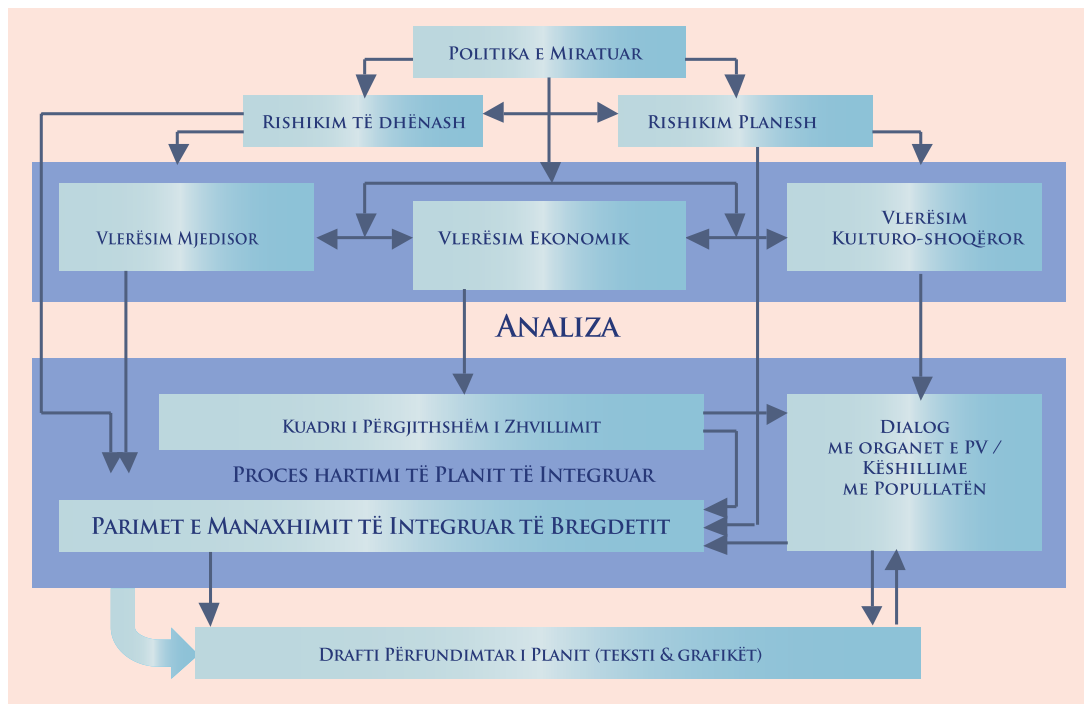 Politika e Miratuar
Rishikim të dhënash
Rishikim Planesh
Vlerësim Mjedisor
Vlerësim Ekonomik
Vlerësim
Kulturo-shoqëror
Analiza
Kuadri i Përgjithshëm i Zhvillimit
Dialog
me organet e PV /
Këshillime
me Popullatën
Proces hartimi të Planit të Integruar
Parimet e Manaxhimit të Integruar të Bregdetit
Drafti Përfundimtar i Planit (teksti & grafikët)